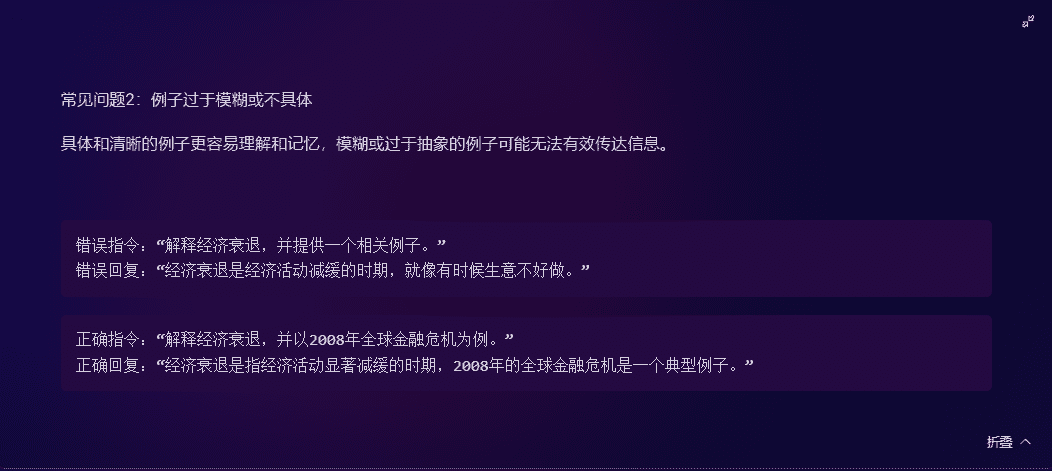 常见问题2：例子过于模糊或不具体
具体和清晰的例子更容易理解和记忆，模糊或过于抽象的例子可能无法有效传达信息。
错误指令：“解释经济衰退，并提供一个相关例子。”
错误回复：“经济衰退是经济活动减缓的时期，就像有时候生意不好做。”
正确指令：“解释经济衰退，并以2008年全球金融危机为例。”
正确回复：“经济衰退是指经济活动显著减缓的时期，2008年的全球金融危机是一个典型例子。”
折叠